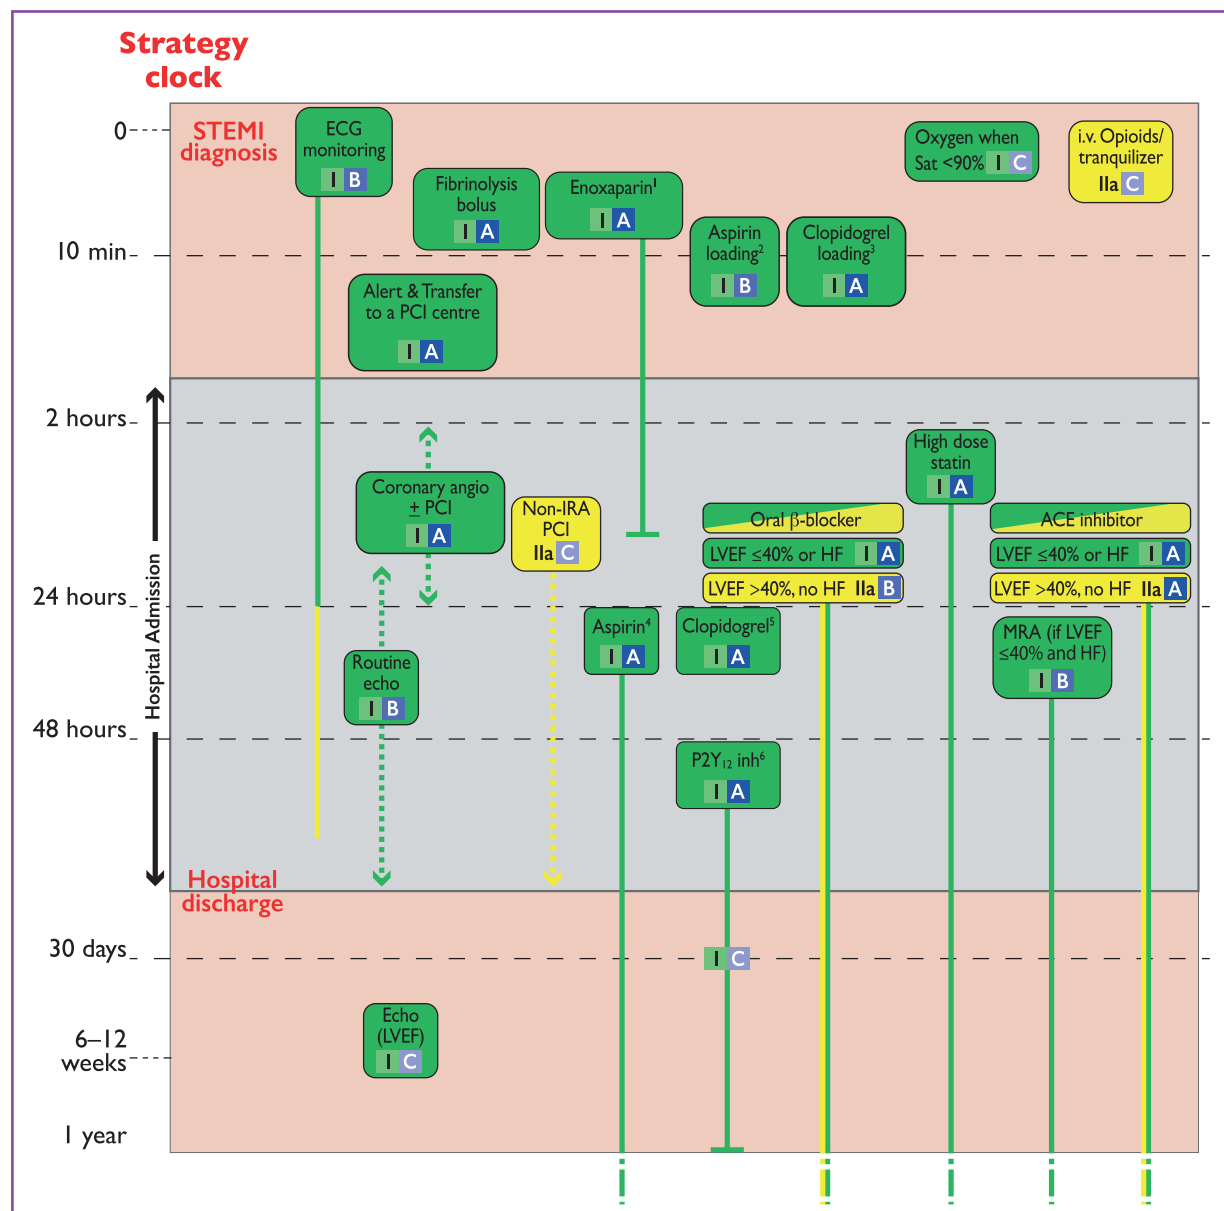 Strategy
clock
0
STEMI
diagnosis
ECG
monitoring
I B
Fibrinolysis
bolus
I A
Enoxaparin¹
I A
Aspirin
loading²
I B
Clopidogrel
loading³
I A
Oxygen when
Sat <90% I C
i.v. Opioids/
tranquilizer
IIa C
10 min
Alert & Transfer
to a PCI centre
I A
Hospital Admission
2 hours
Coronary angio
± PCI
I A
Non-IRA
PCI
IIa C
High dose
statin
I A
Oral β-blocker
LVEF ≤40% or HF I A
LVEF >40%, no HF IIa B
ACE inhibitor
LVEF ≤40% or HF I A
LVEF >40%, no HF IIa A
24 hours
Routine
echo
I B
Aspirin⁴
I A
Clopidogrel⁵
I A
MRA (if LVEF
≤40% and HF)
I B
48 hours
P2Y₁₂ inh⁶
I A
Hospital
discharge
30 days
I C
6–12
weeks
Echo
(LVEF)
I C
1 year